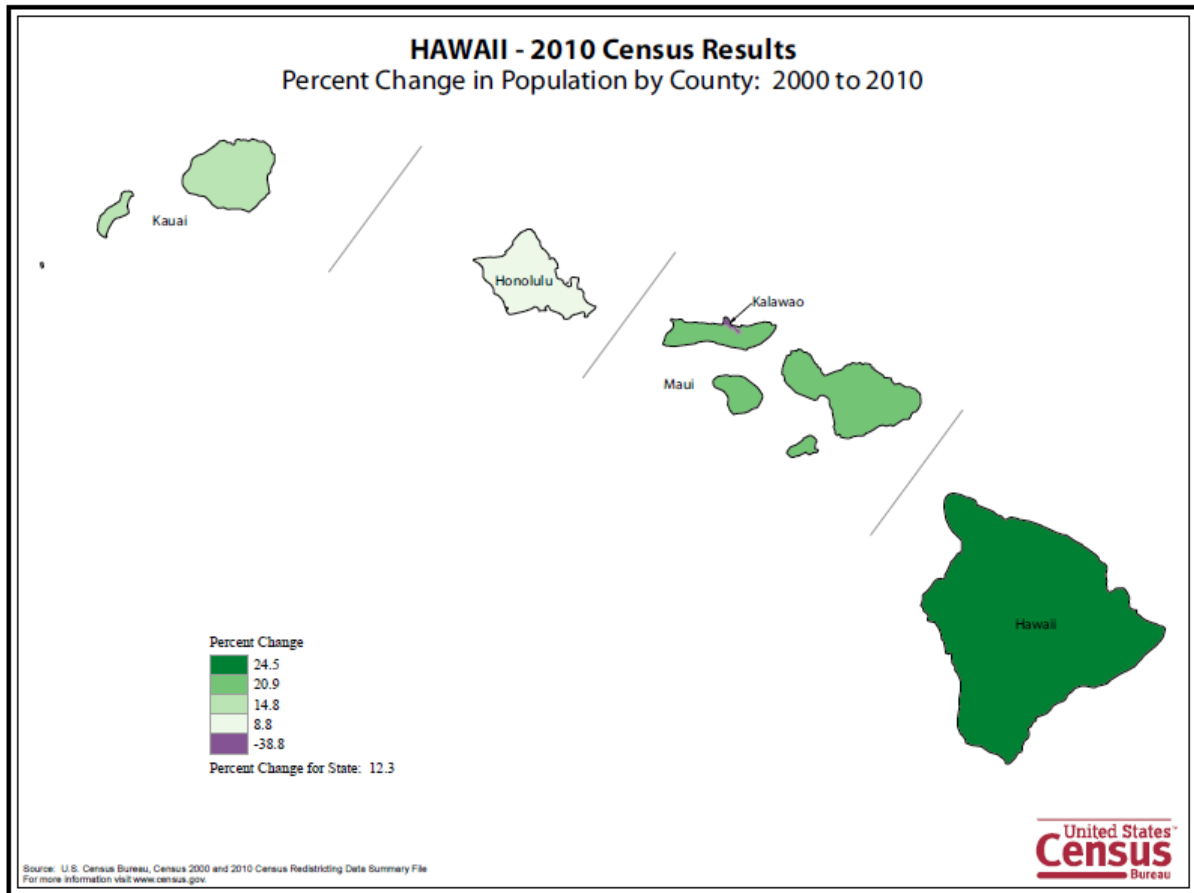 HAWAII - 2010 Census Results
Percent Change in Population by County: 2000 to 2010
Kauai
Honolulu
Kalawao
Maui
Hawaii
Percent Change
24.5
20.9
14.8
8.8
-38.8
Percent Change for State: 12.3
Source: U.S. Census Bureau, Census 2000 and 2010 Census Redistricting Data Summary File
For more information visit www.census.gov.
United States™
Census
Bureau